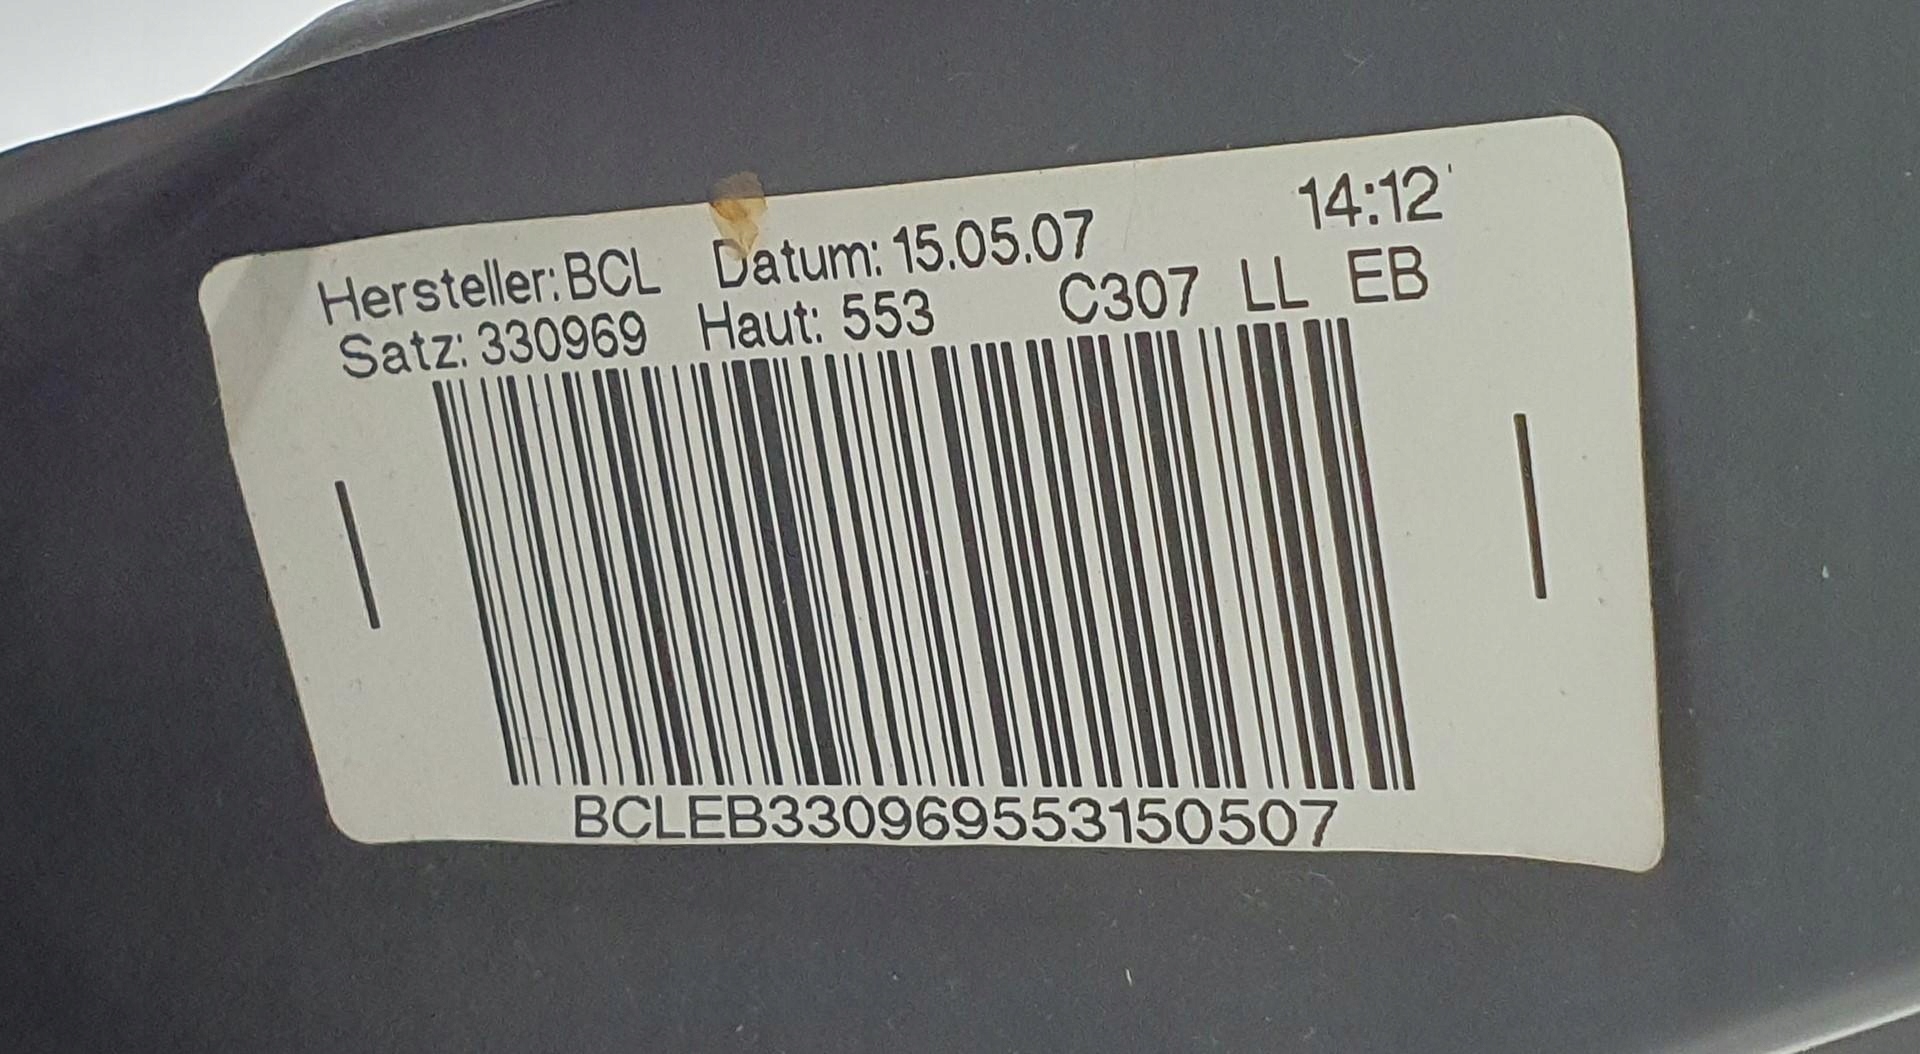 14:12
Hersteller: BCL Datum: 15.05.07
Satz: 330969 Haut: 553 C307 LL EB
BCLEB330969553150507